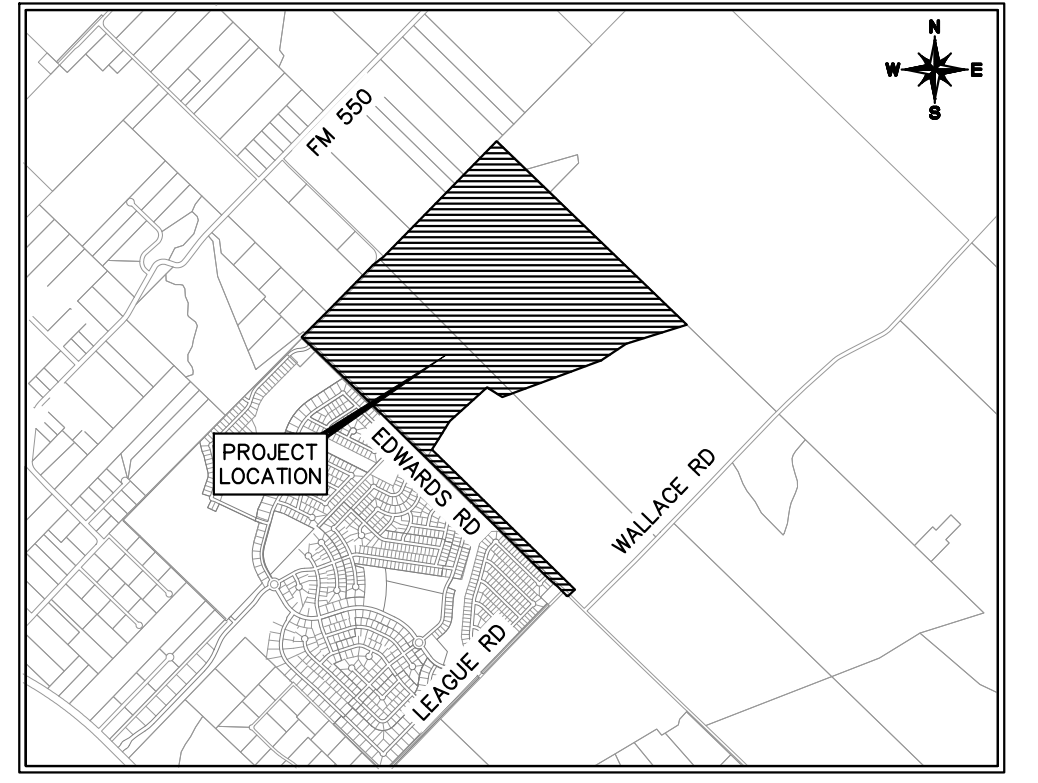 N
W E
S
FM 550
PROJECT
LOCATION
EDWARDS RD
WALLACE RD
LEAGUE RD